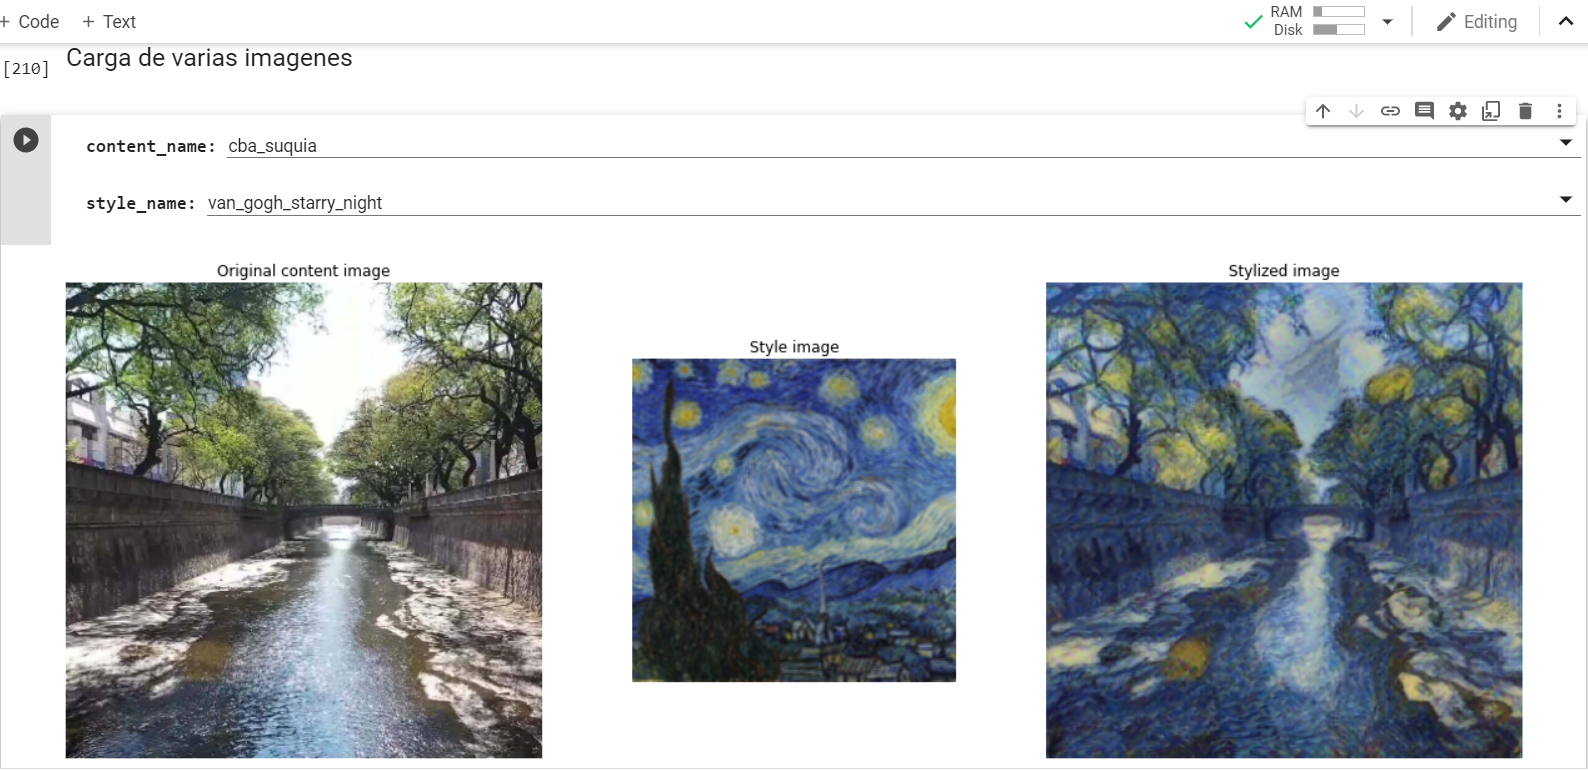 + Code + Text
RAM
Disk
Editing
[210]
Carga de varias imagenes
content_name: cba_suquia
style_name: van_gogh_starry_night
Original content image
Style image
Stylized image